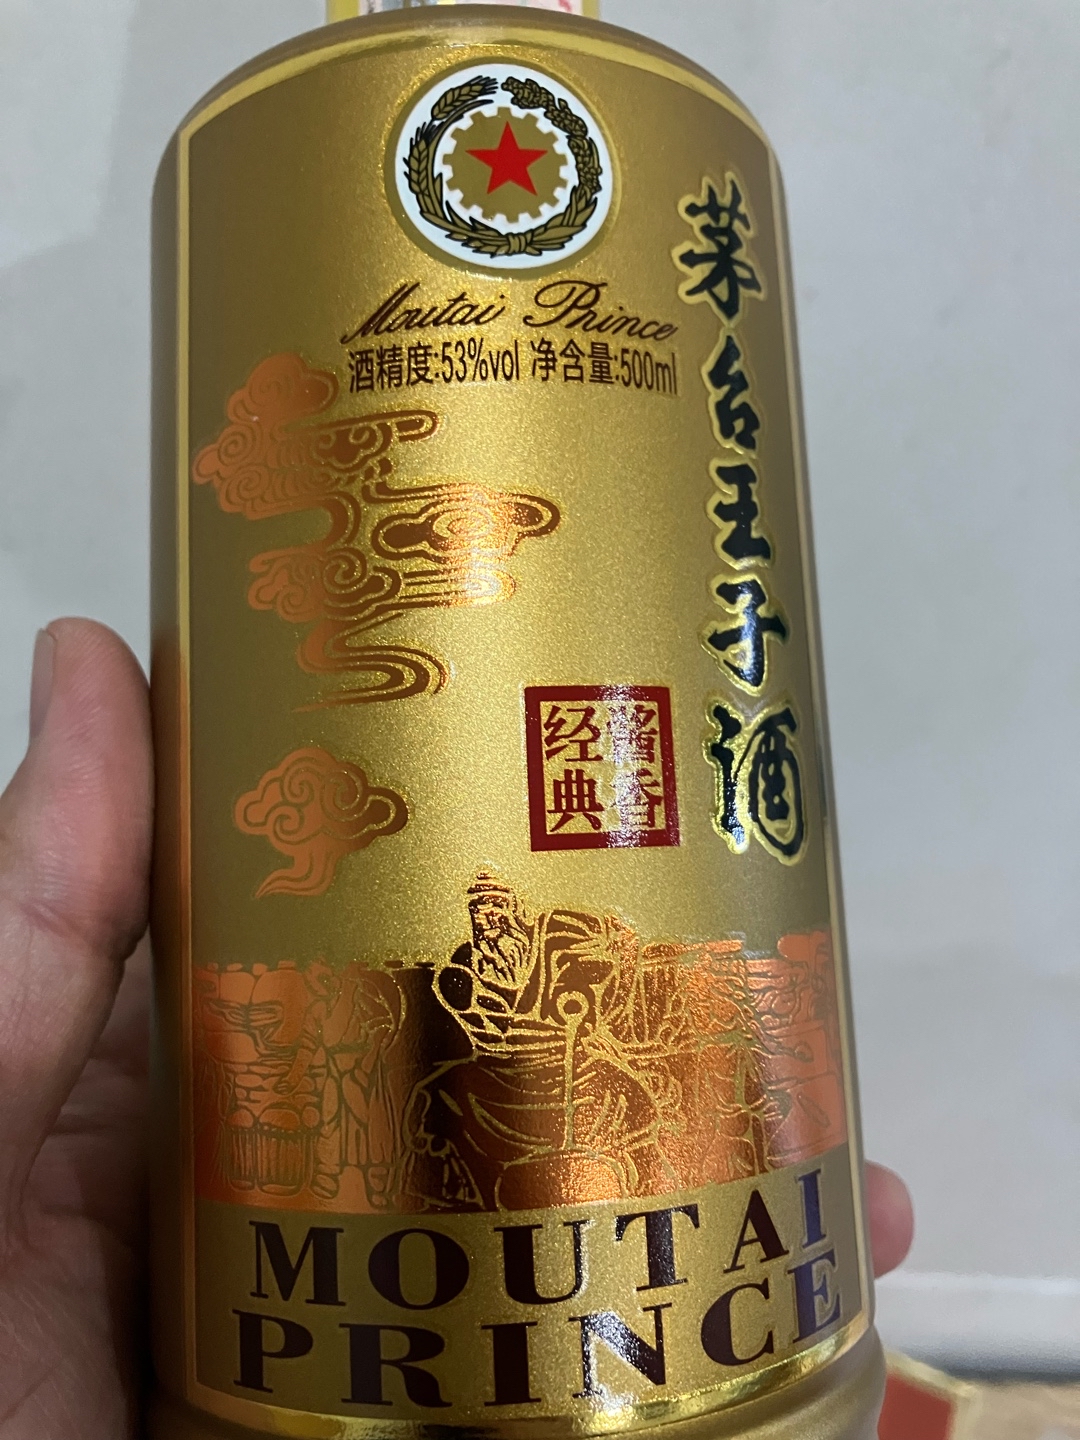 Moutai Prince
酒精度:53%vol 净含量:500ml
茅台王子酒
酱香
经典
MOUTAI
PRINCE